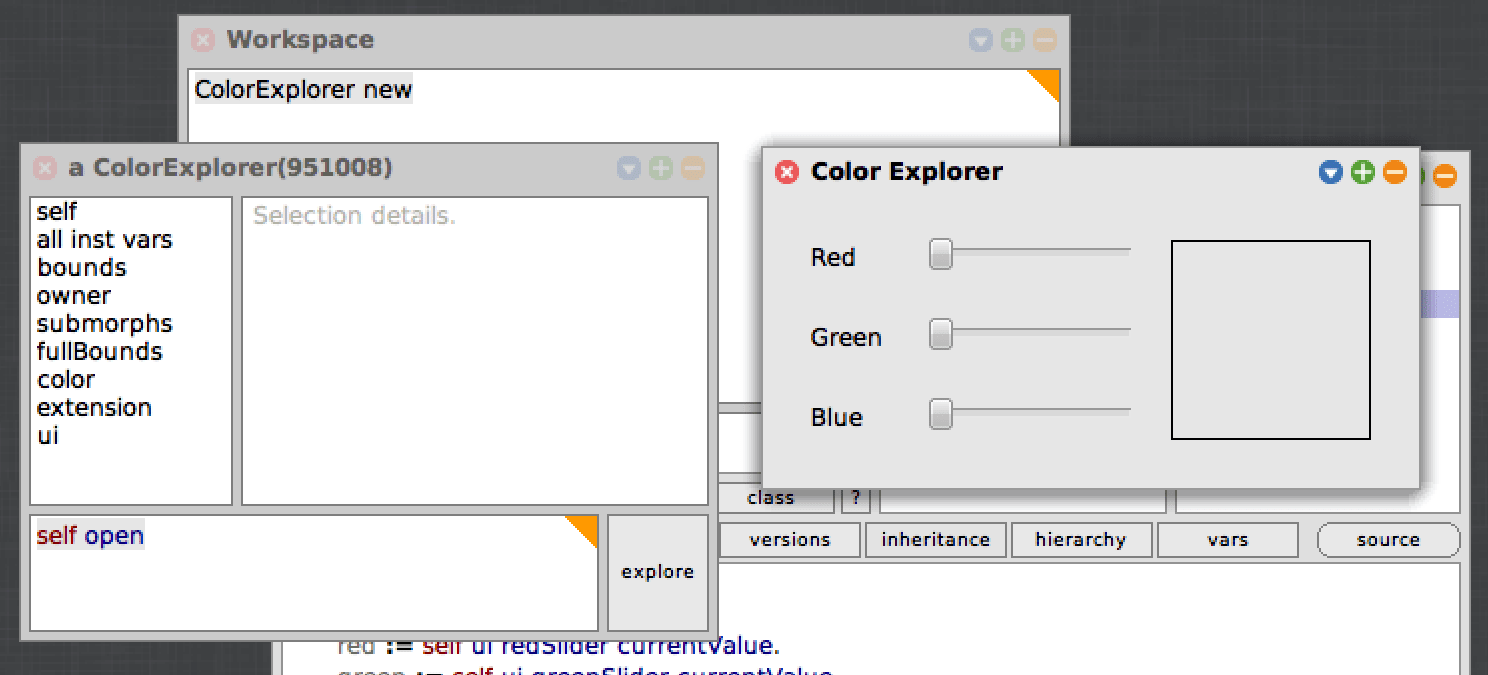 Workspace
ColorExplorer new
a ColorExplorer(951008)
self
all inst vars
bounds
owner
submorphs
fullBounds
color
extension
ui
Selection details.
self open
explore
Color Explorer
Red
Green
Blue
class
?
versions
inheritance
hierarchy
vars
source
red := self ui redSlider currentValue.
green := self ui greenSlider currentValue